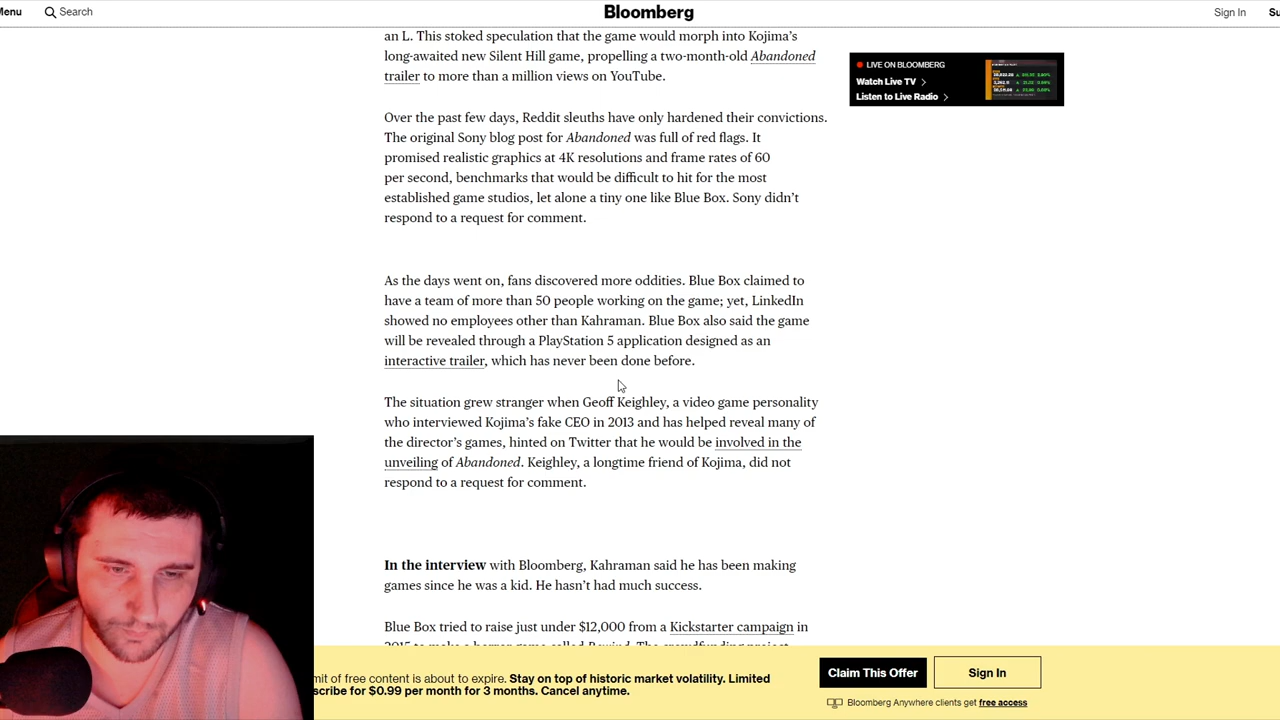 Menu
Search
Bloomberg
Sign In
an L. This stoked speculation that the game would morph into Kojima's
long-awaited new Silent Hill game, propelling a two-month-old Abandoned
trailer to more than a million views on YouTube.
LIVE ON BLOOMBERG
Watch Live TV
Listen to Live Radio
Over the past few days, Reddit sleuths have only hardened their convictions.
The original Sony blog post for Abandoned was full of red flags. It
promised realistic graphics at 4K resolutions and frame rates of 60
per second, benchmarks that would be difficult to hit for the most
established game studios, let alone a tiny one like Blue Box. Sony didn't
respond to a request for comment.
As the days went on, fans discovered more oddities. Blue Box claimed to
have a team of more than 50 people working on the game; yet, LinkedIn
showed no employees other than Kahraman. Blue Box also said the game
will be revealed through a PlayStation 5 application designed as an
interactive trailer, which has never been done before.
The situation grew stranger when Geoff Keighley, a video game personality
who interviewed Kojima's fake CEO in 2013 and has helped reveal many of
the director's games, hinted on Twitter that he would be involved in the
unveiling of Abandoned. Keighley, a longtime friend of Kojima, did not
respond to a request for comment.
In the interview with Bloomberg, Kahraman said he has been making
games since he was a kid. He hasn't had much success.
Blue Box tried to raise just under $12,000 from a Kickstarter campaign in
2015 to make a horror game called Rewind. The crowdfunding project
mit of free content is about to expire. Stay on top of historic market volatility. Limited
scribe for $0.99 per month for 3 months. Cancel anytime.
Claim This Offer
Sign In
Bloomberg Anywhere clients get free access